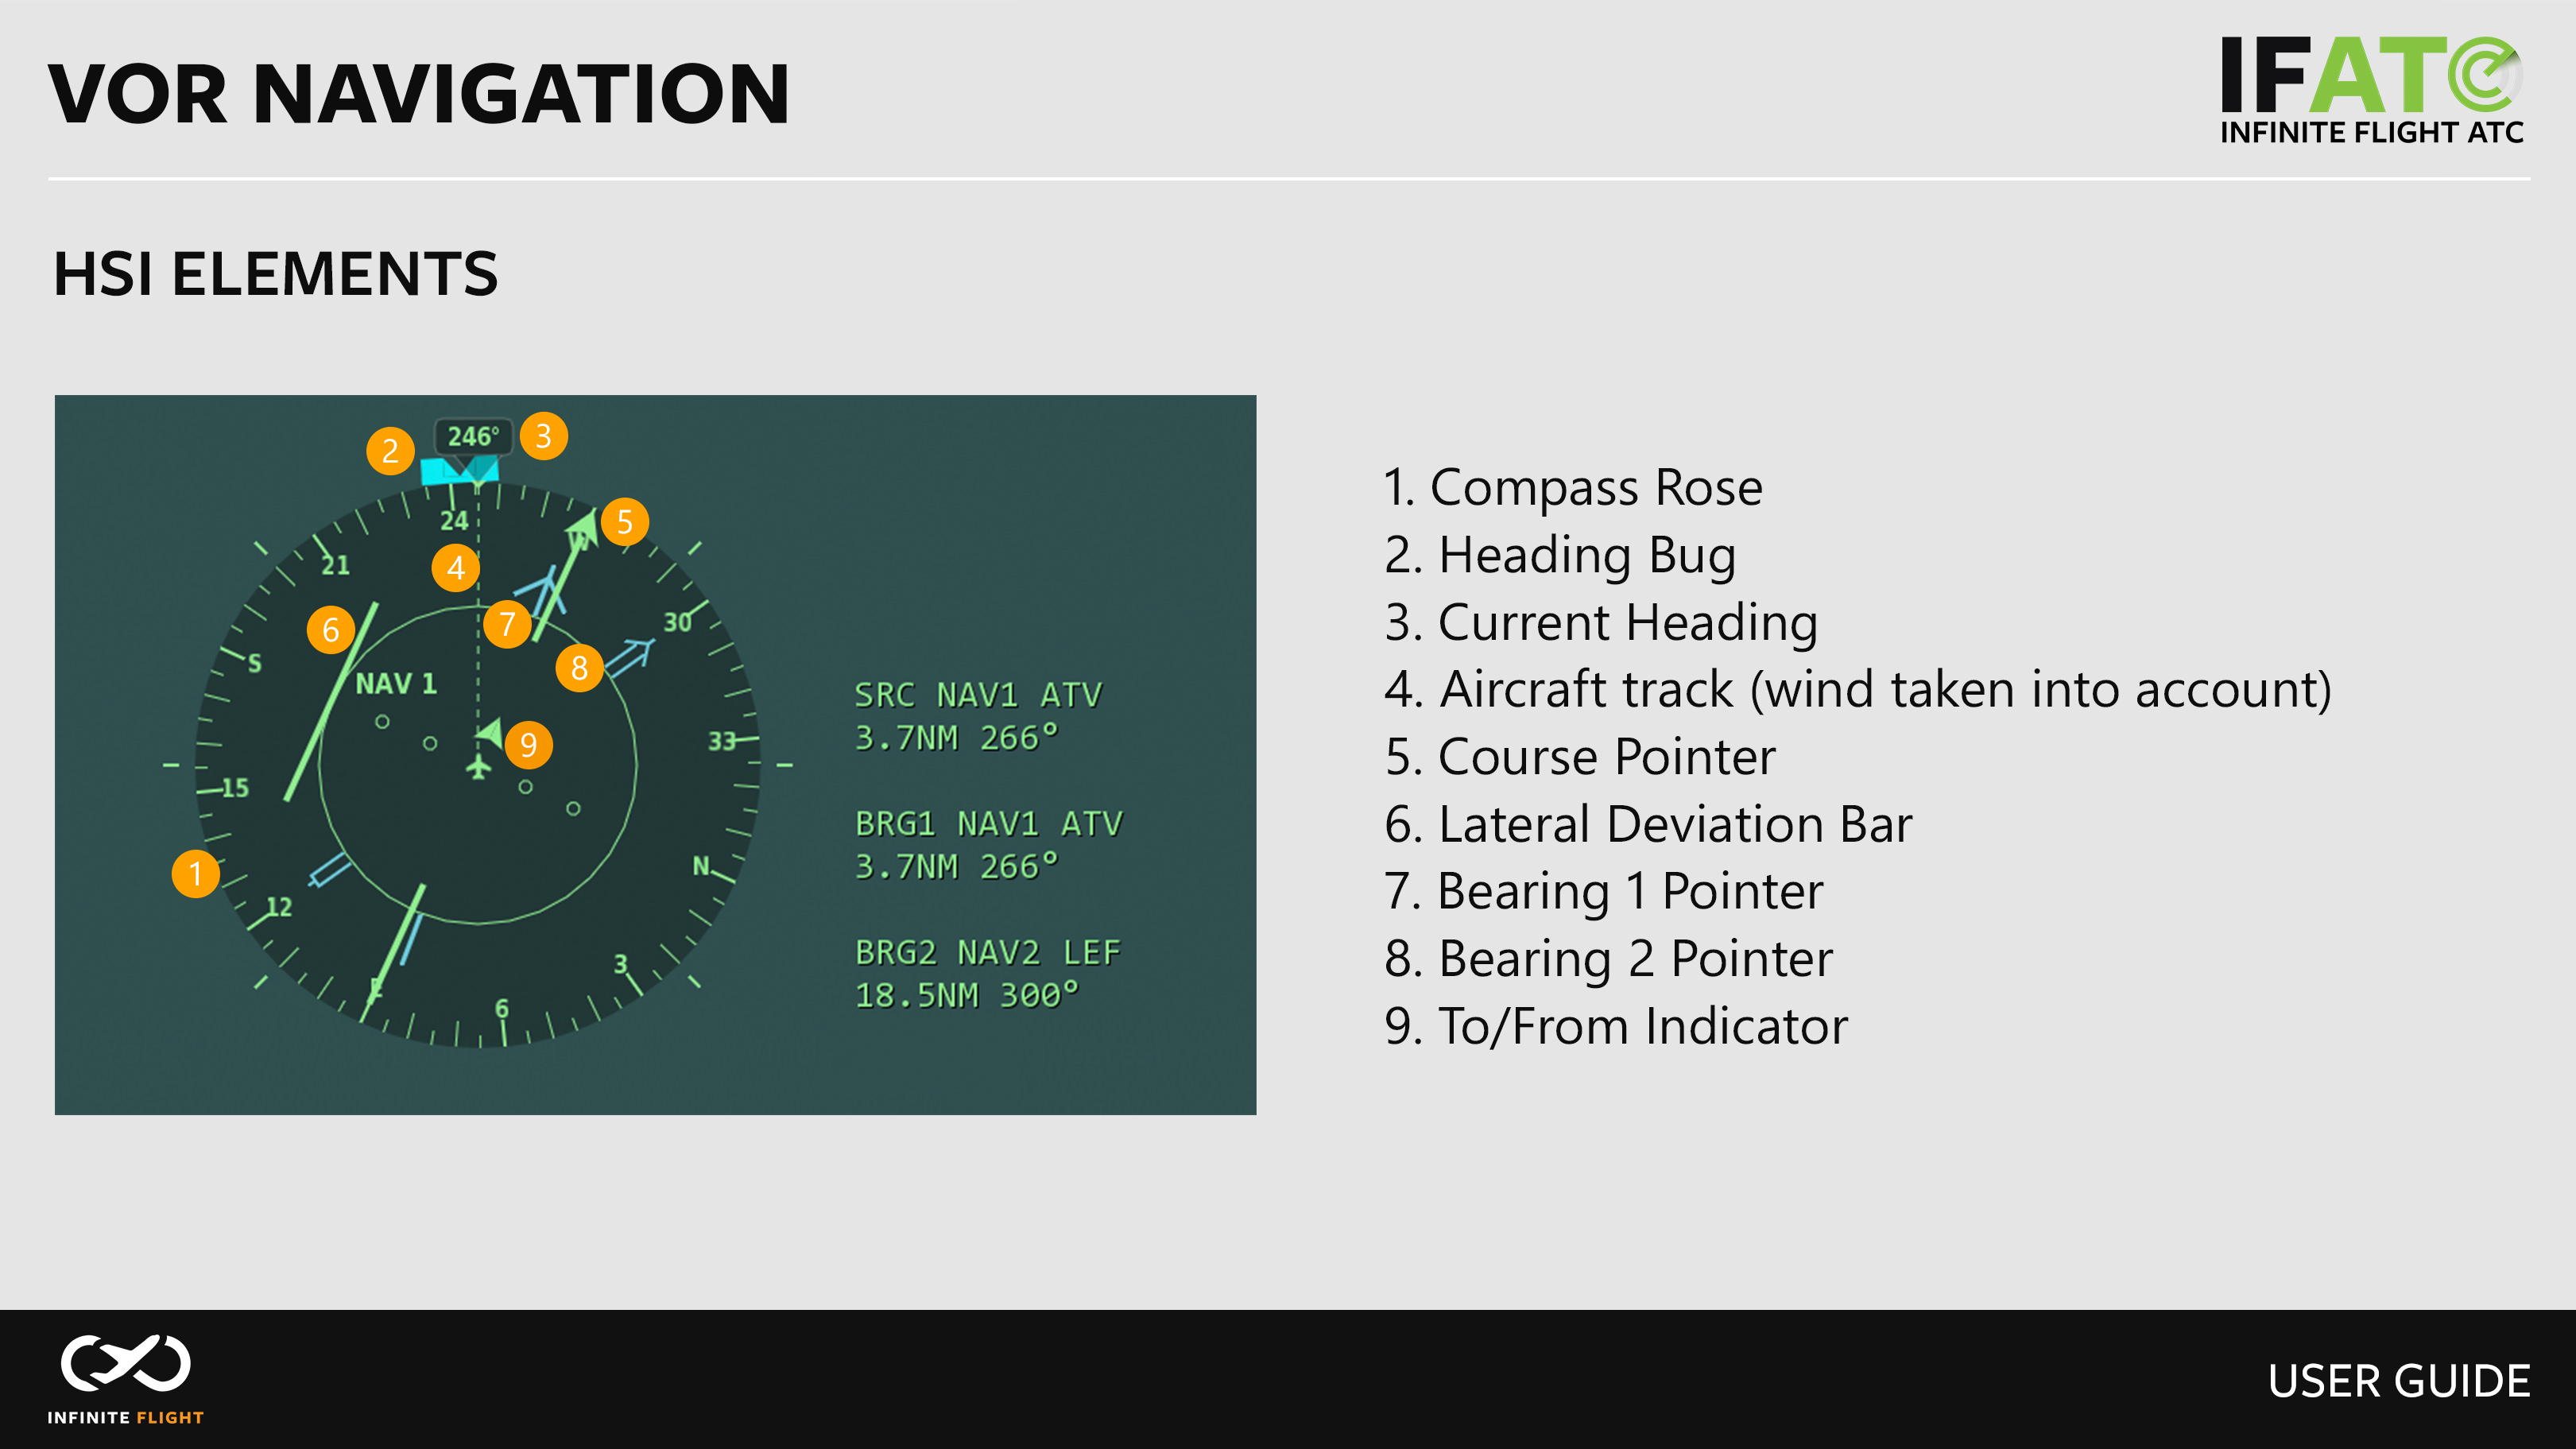 VOR NAVIGATION
IFATC
INFINITE FLIGHT ATC
HSI ELEMENTS
2
246°
3
24
5
21
4
W
6
7
30
8
S
NAV 1
9
33
15
1
N
12
3
E
6
SRC NAV1 ATV
3.7NM 266°
BRG1 NAV1 ATV
3.7NM 266°
BRG2 NAV2 LEF
18.5NM 300°
1. Compass Rose
2. Heading Bug
3. Current Heading
4. Aircraft track (wind taken into account)
5. Course Pointer
6. Lateral Deviation Bar
7. Bearing 1 Pointer
8. Bearing 2 Pointer
9. To/From Indicator
INFINITE FLIGHT
USER GUIDE